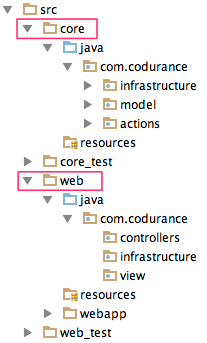 src
core
java
com.codurance
infrastructure
model
actions
resources
core_test
web
java
com.codurance
controllers
infrastructure
view
resources
webapp
web_test